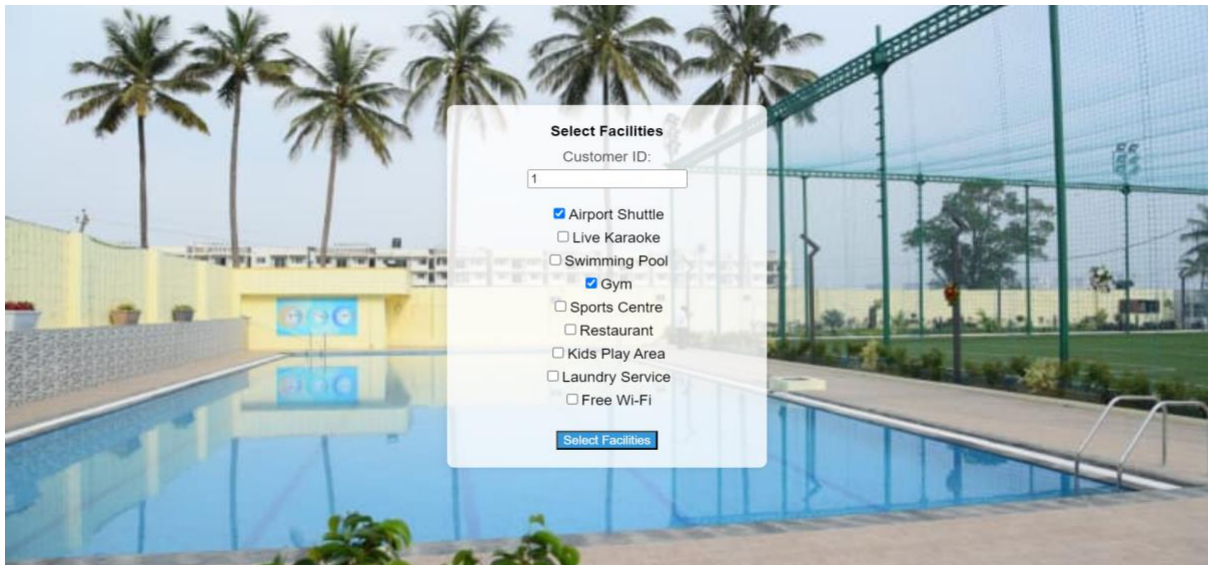 Select Facilities
Customer ID:
1
Airport Shuttle
Live Karaoke
Swimming Pool
Gym
Sports Centre
Restaurant
Kids Play Area
Laundry Service
Free Wi-Fi
Select Facilities